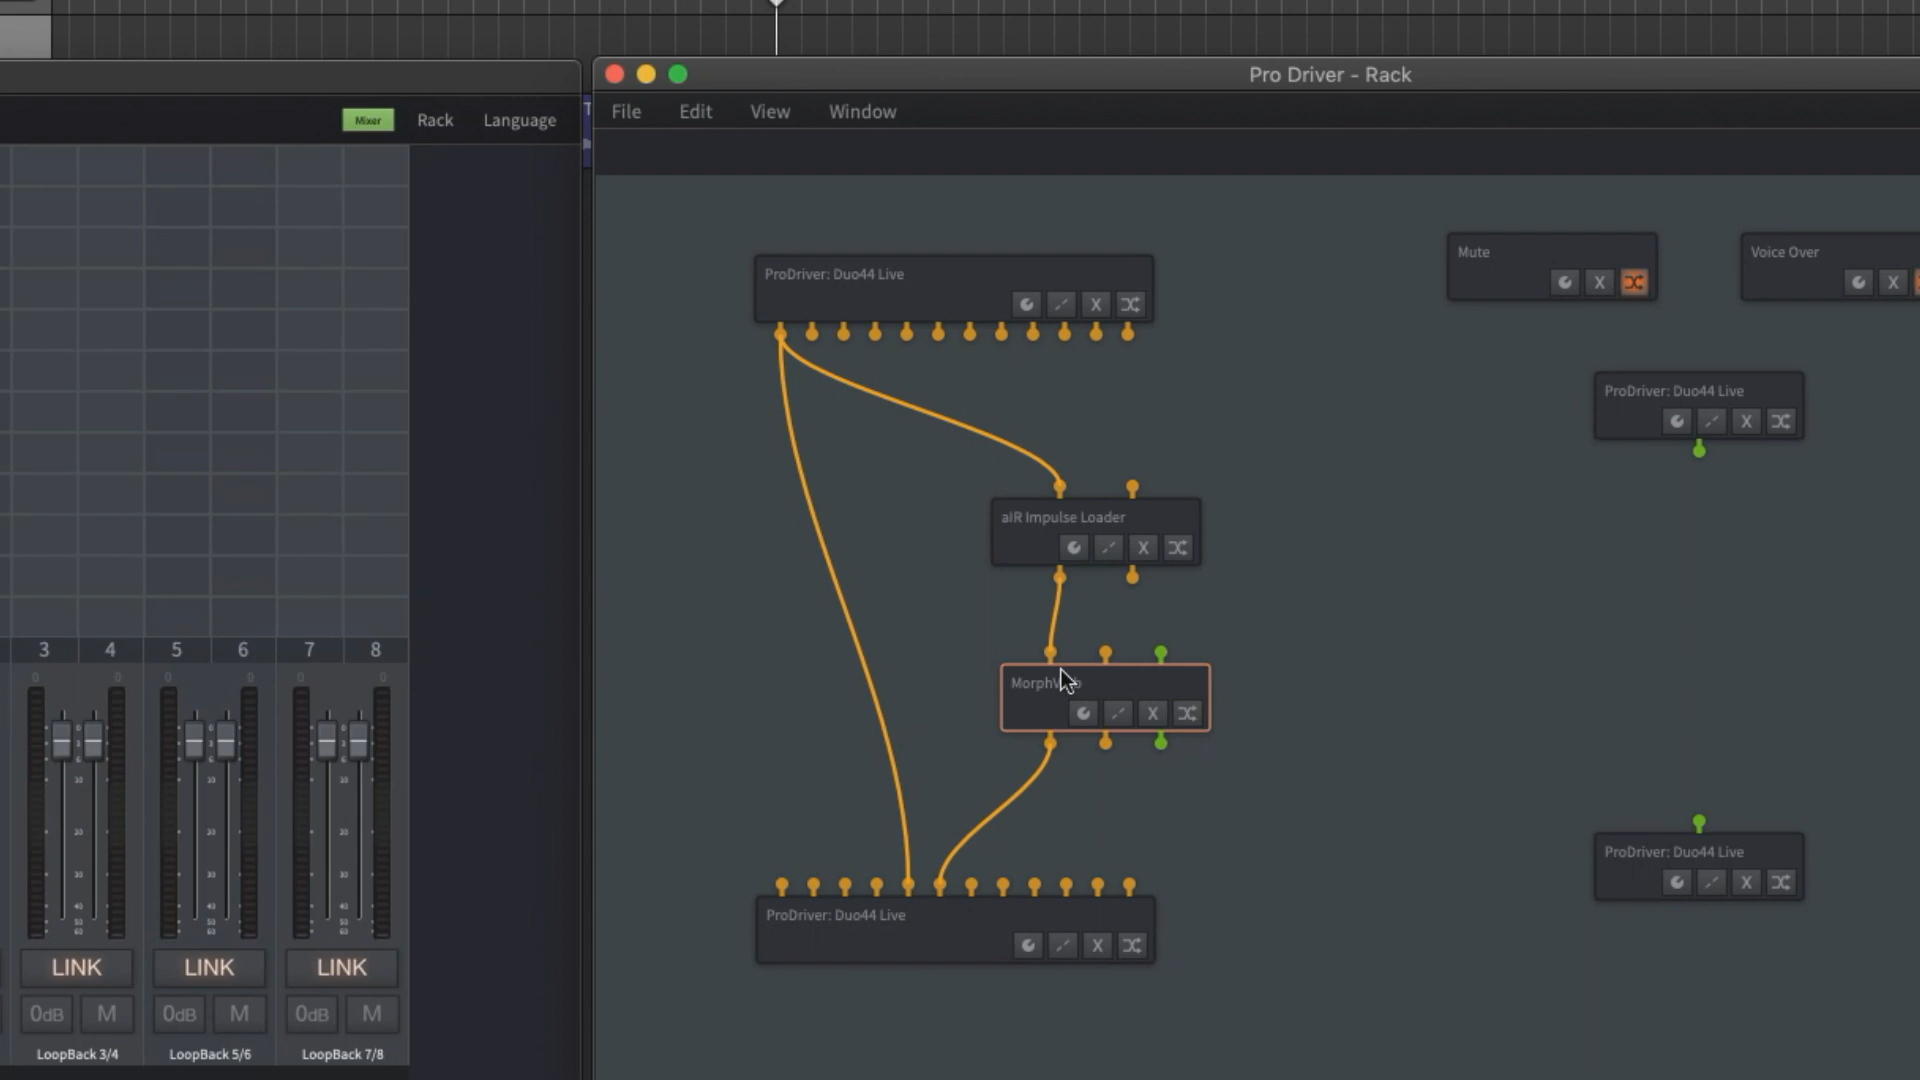 Pro Driver - Rack
File Edit View Window
Mixer Rack Language
ProDriver: Duo44 Live
X
Mute
X
Voice Over
X
ProDriver: Duo44 Live
X
aIR Impulse Loader
X
X
ProDriver: Duo44 Live
X
ProDriver: Duo44 Live
X
3 4 5 6 7 8
LINK LINK LINK
0dB M 0dB M 0dB M
LoopBack 3/4 LoopBack 5/6 LoopBack 7/8